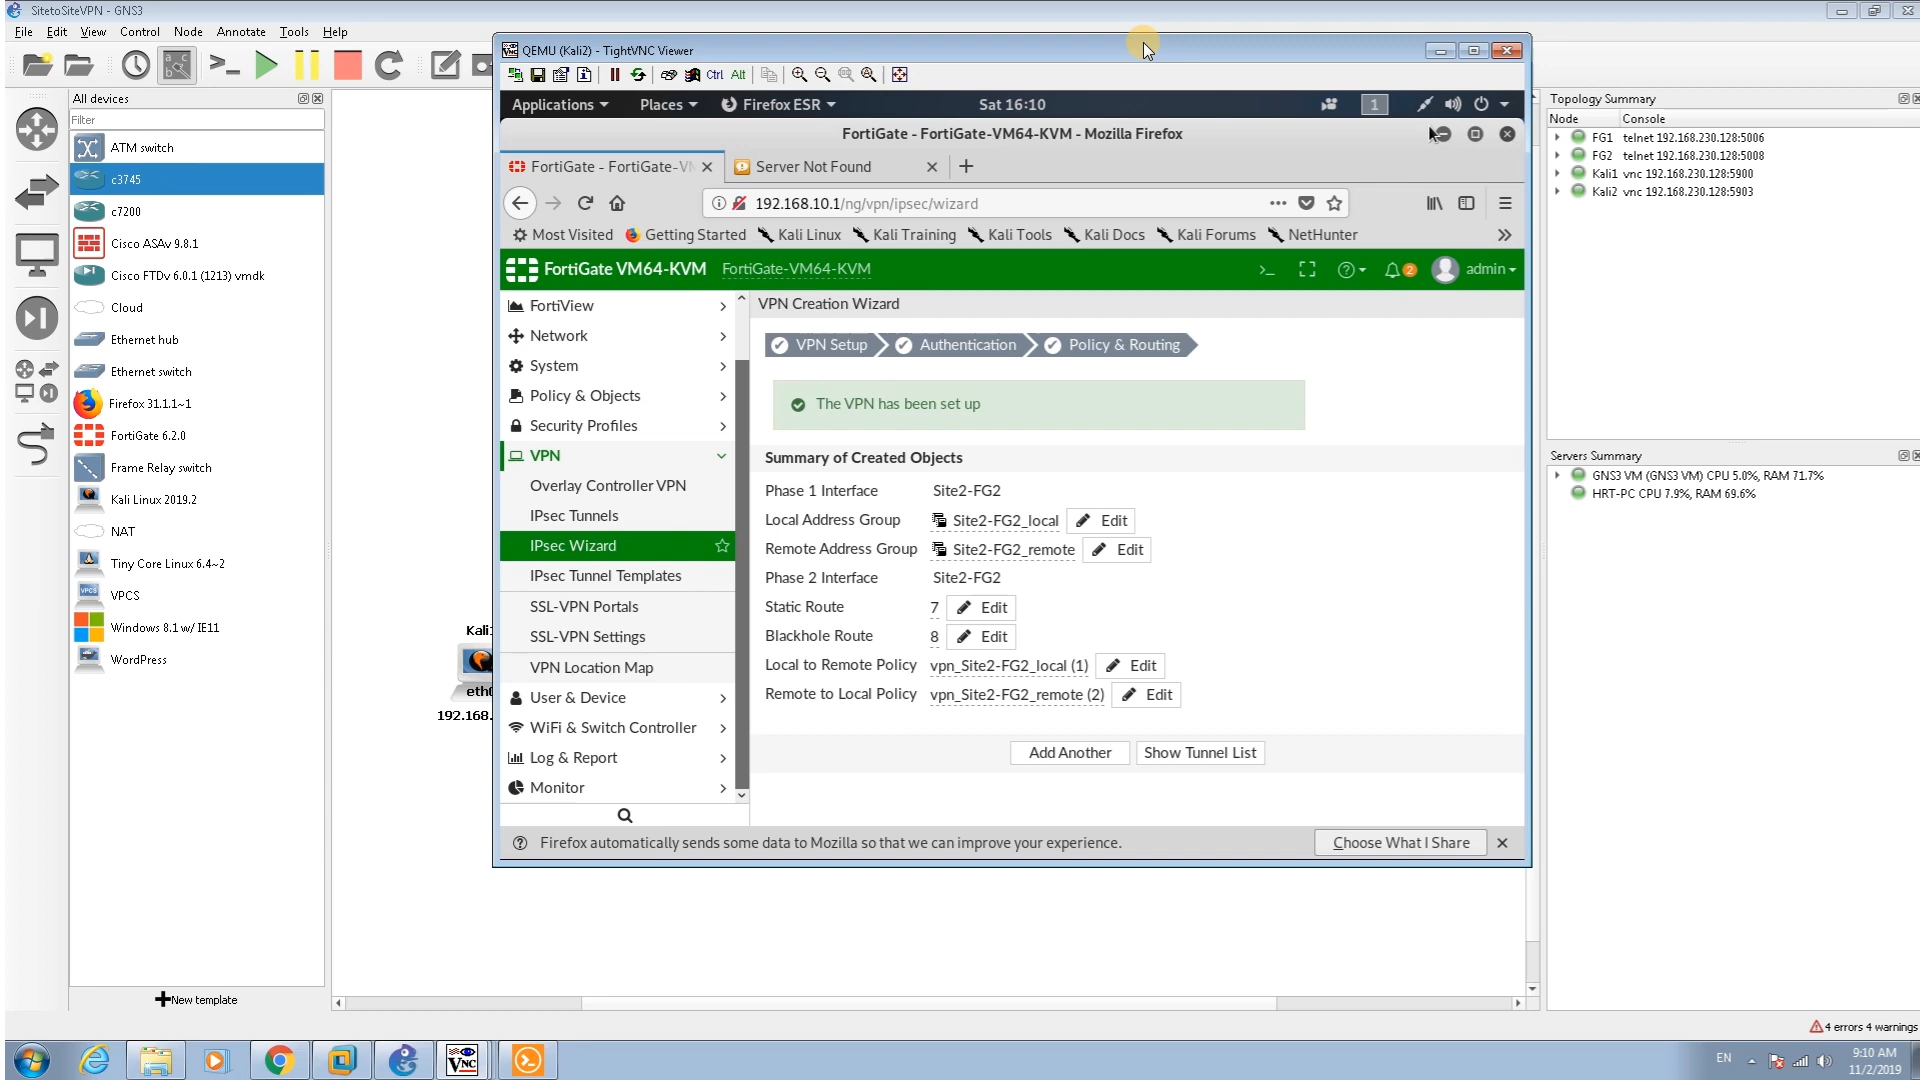 SitetoSiteVPN - GNS3
File Edit View Control Node Annotate Tools Help
All devices
Filter
ATM switch
c3745
c7200
Cisco ASAv 9.8.1
Cisco FTDv 6.0.1 (1213) vmdk
Cloud
Ethernet hub
Ethernet switch
Firefox 31.1.1~1
FortiGate 6.2.0
Frame Relay switch
Kali Linux 2019.2
NAT
Tiny Core Linux 6.4~2
VPCS
Windows 8.1 w/ IE11
WordPress
New template
Kali1
eth0
192.168.
QEMU (Kali2) - TightVNC Viewer
Ctrl Alt
Applications Places Firefox ESR Sat 16:10 1
FortiGate - FortiGate-VM64-KVM - Mozilla Firefox
FortiGate - FortiGate-VM Server Not Found
192.168.10.1/ng/vpn/ipsec/wizard
Most Visited Getting Started Kali Linux Kali Training Kali Tools Kali Docs Kali Forums NetHunter
FortiGate VM64-KVM FortiGate-VM64-KVM 2 admin
FortiView
Network
System
Policy & Objects
Security Profiles
VPN
Overlay Controller VPN
IPsec Tunnels
IPsec Wizard
IPsec Tunnel Templates
SSL-VPN Portals
SSL-VPN Settings
VPN Location Map
User & Device
WiFi & Switch Controller
Log & Report
Monitor
VPN Creation Wizard
VPN Setup Authentication Policy & Routing
The VPN has been set up
Summary of Created Objects
Phase 1 Interface Site2-FG2
Local Address Group Site2-FG2_local Edit
Remote Address Group Site2-FG2_remote Edit
Phase 2 Interface Site2-FG2
Static Route 7 Edit
Blackhole Route 8 Edit
Local to Remote Policy vpn_Site2-FG2_local (1) Edit
Remote to Local Policy vpn_Site2-FG2_remote (2) Edit
Add Another Show Tunnel List
Firefox automatically sends some data to Mozilla so that we can improve your experience. Choose What I Share
Topology Summary
Node Console
FG1 telnet 192.168.230.128:5006
FG2 telnet 192.168.230.128:5008
Kali1 vnc 192.168.230.128:5900
Kali2 vnc 192.168.230.128:5903
Servers Summary
GNS3 VM (GNS3 VM) CPU 5.0%, RAM 71.7%
HRT-PC CPU 7.9%, RAM 69.6%
4 errors 4 warnings
EN
9:10 AM
11/2/2019